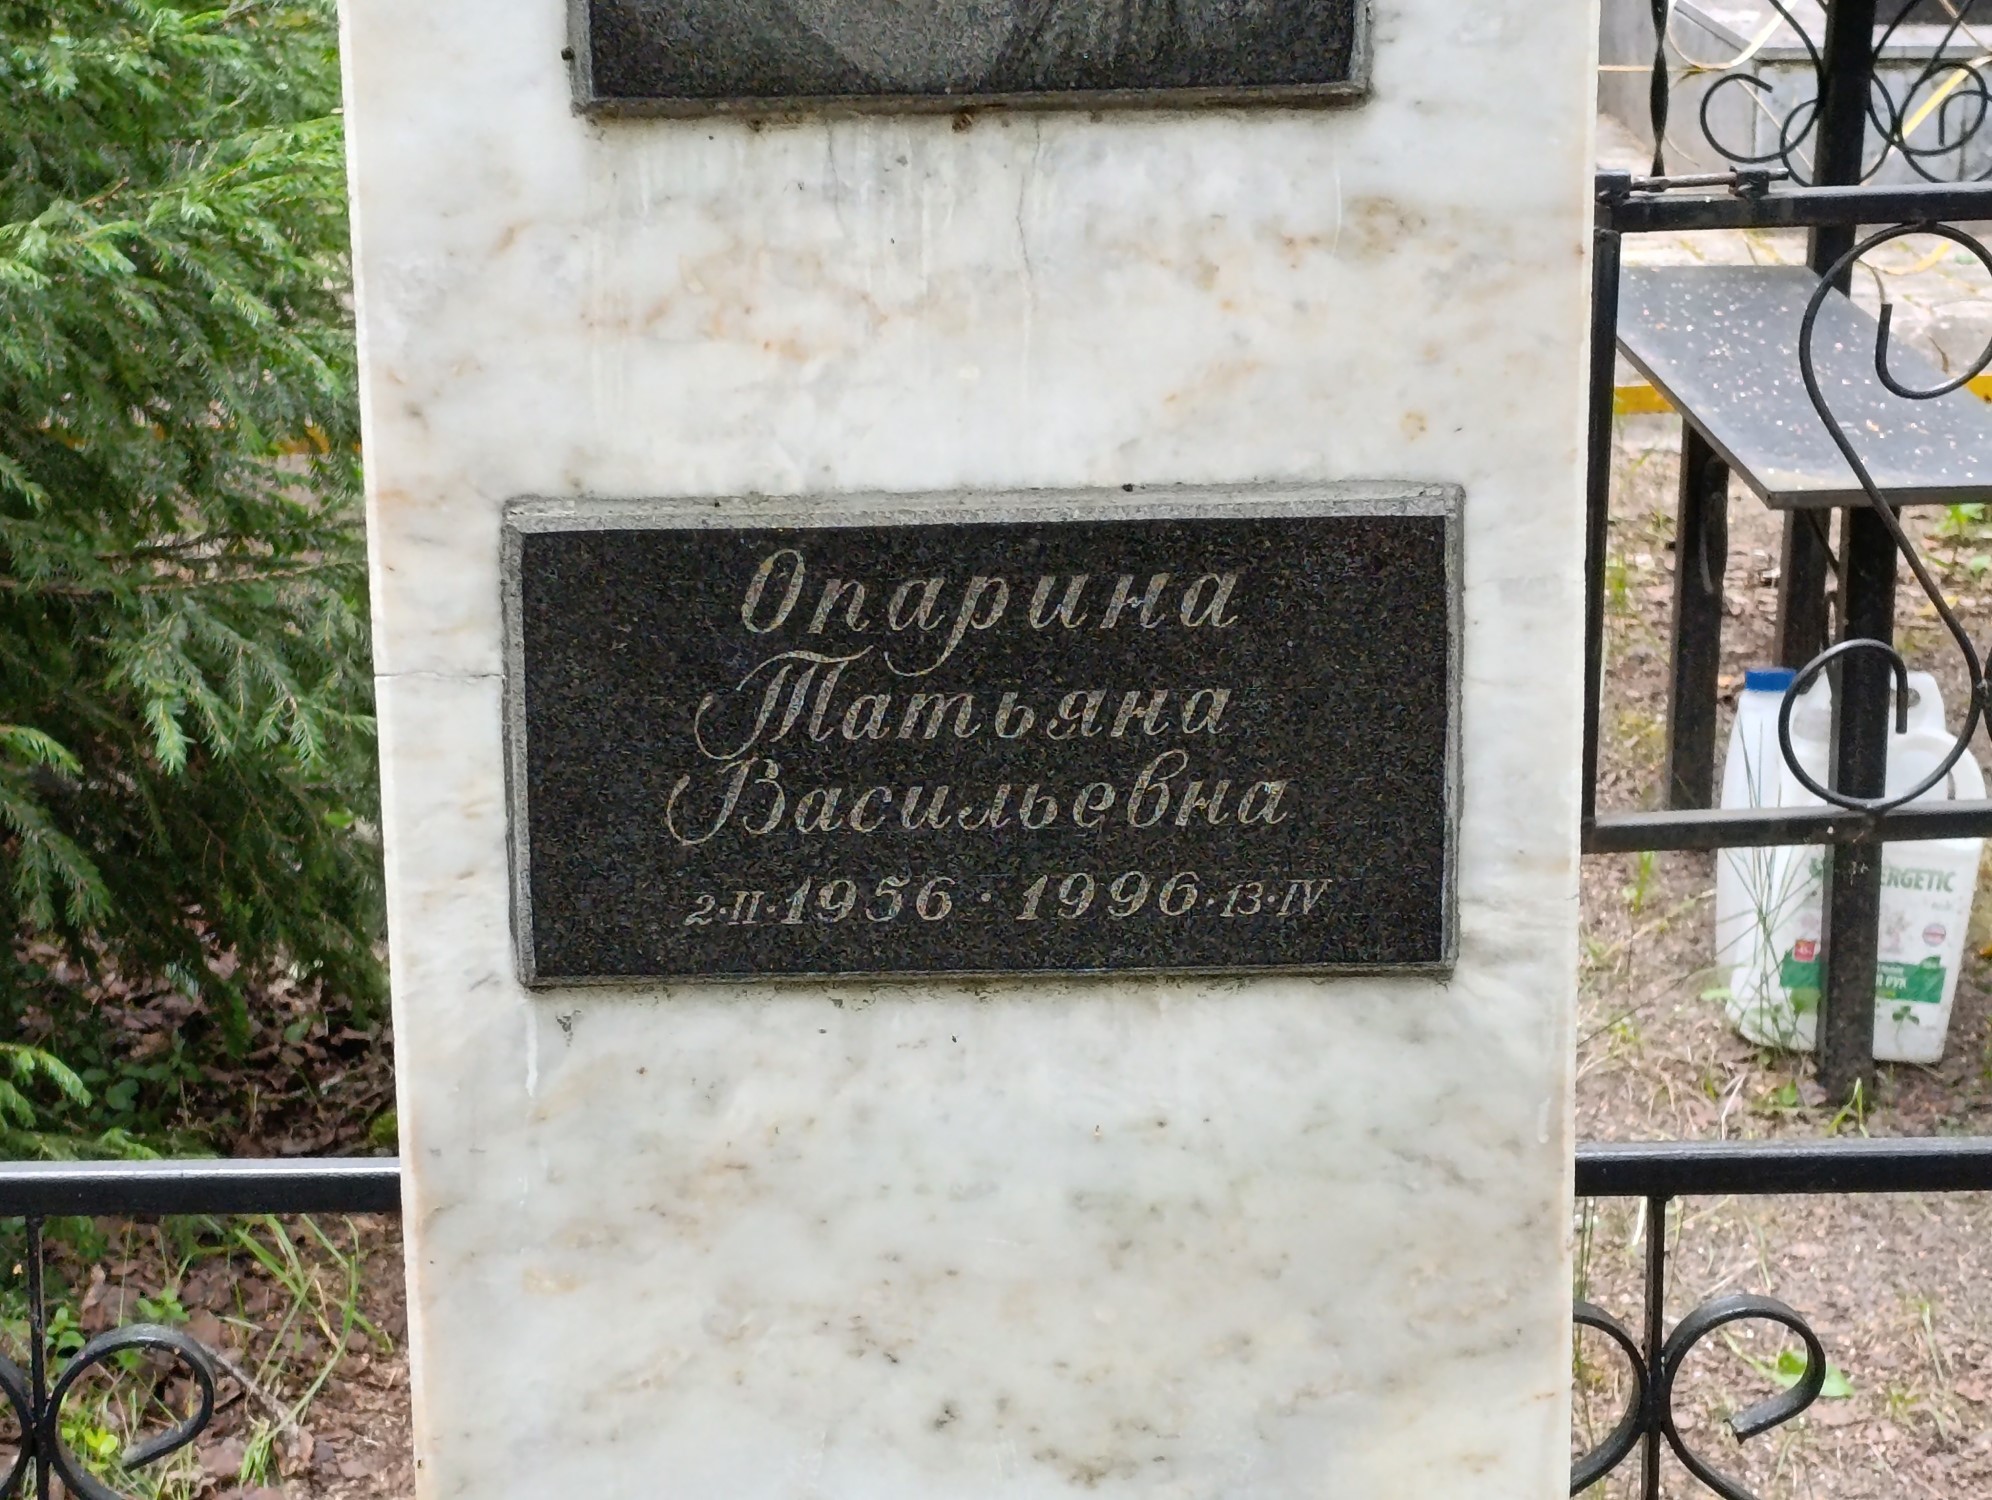 Опарина
Татьяна
Васильевна
2·II·1956 · 1996·13·IV